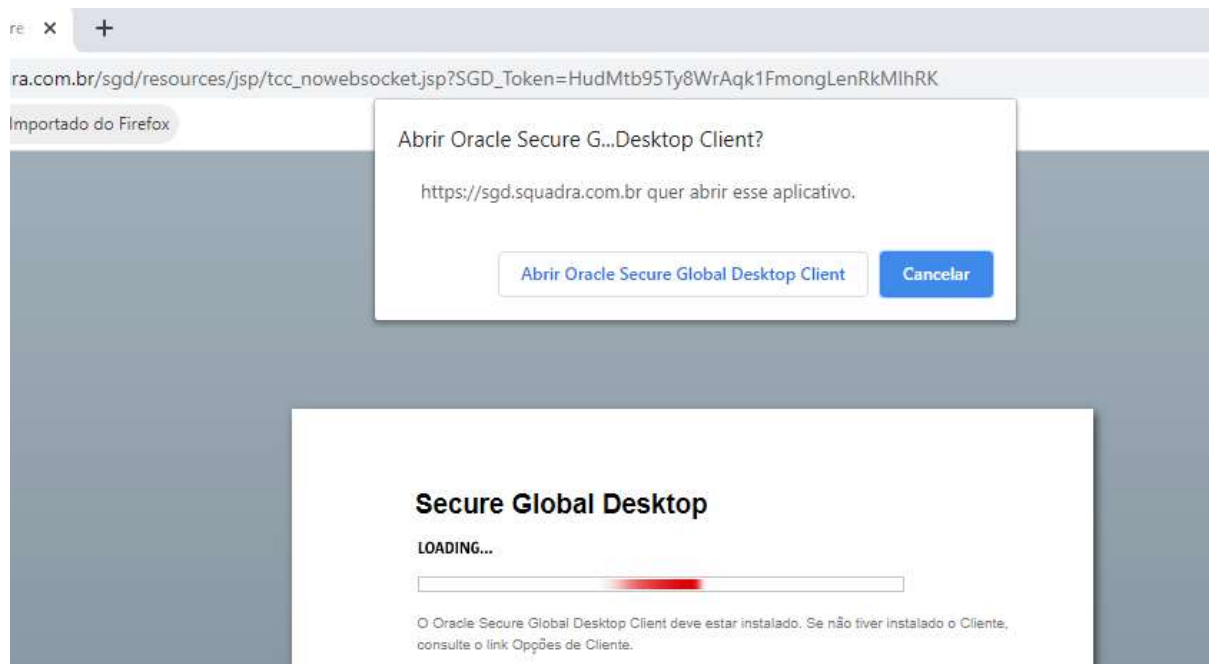 re
ra.com.br/sgd/resources/jsp/tcc_nowebsocket.jsp?SGD_Token=HudMtb95Ty8WrAqk1FmongLenRkMIhRK
Importado do Firefox
Abrir Oracle Secure G...Desktop Client?
https://sgd.squadra.com.br quer abrir esse aplicativo.
Abrir Oracle Secure Global Desktop Client
Cancelar
Secure Global Desktop
LOADING...
O Oracle Secure Global Desktop Client deve estar instalado. Se não tiver instalado o Cliente,
consulte o link Opções de Cliente.